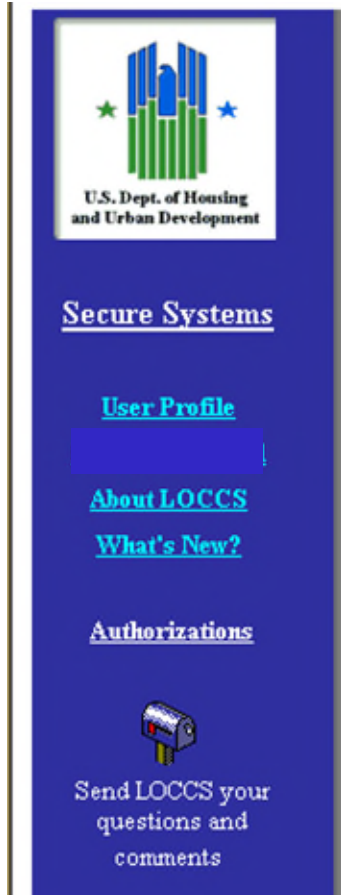 U.S. Dept. of Housing
and Urban Development
Secure Systems
User Profile
About LOCCS
What's New?
Authorizations
Send LOCCS your
questions and
comments